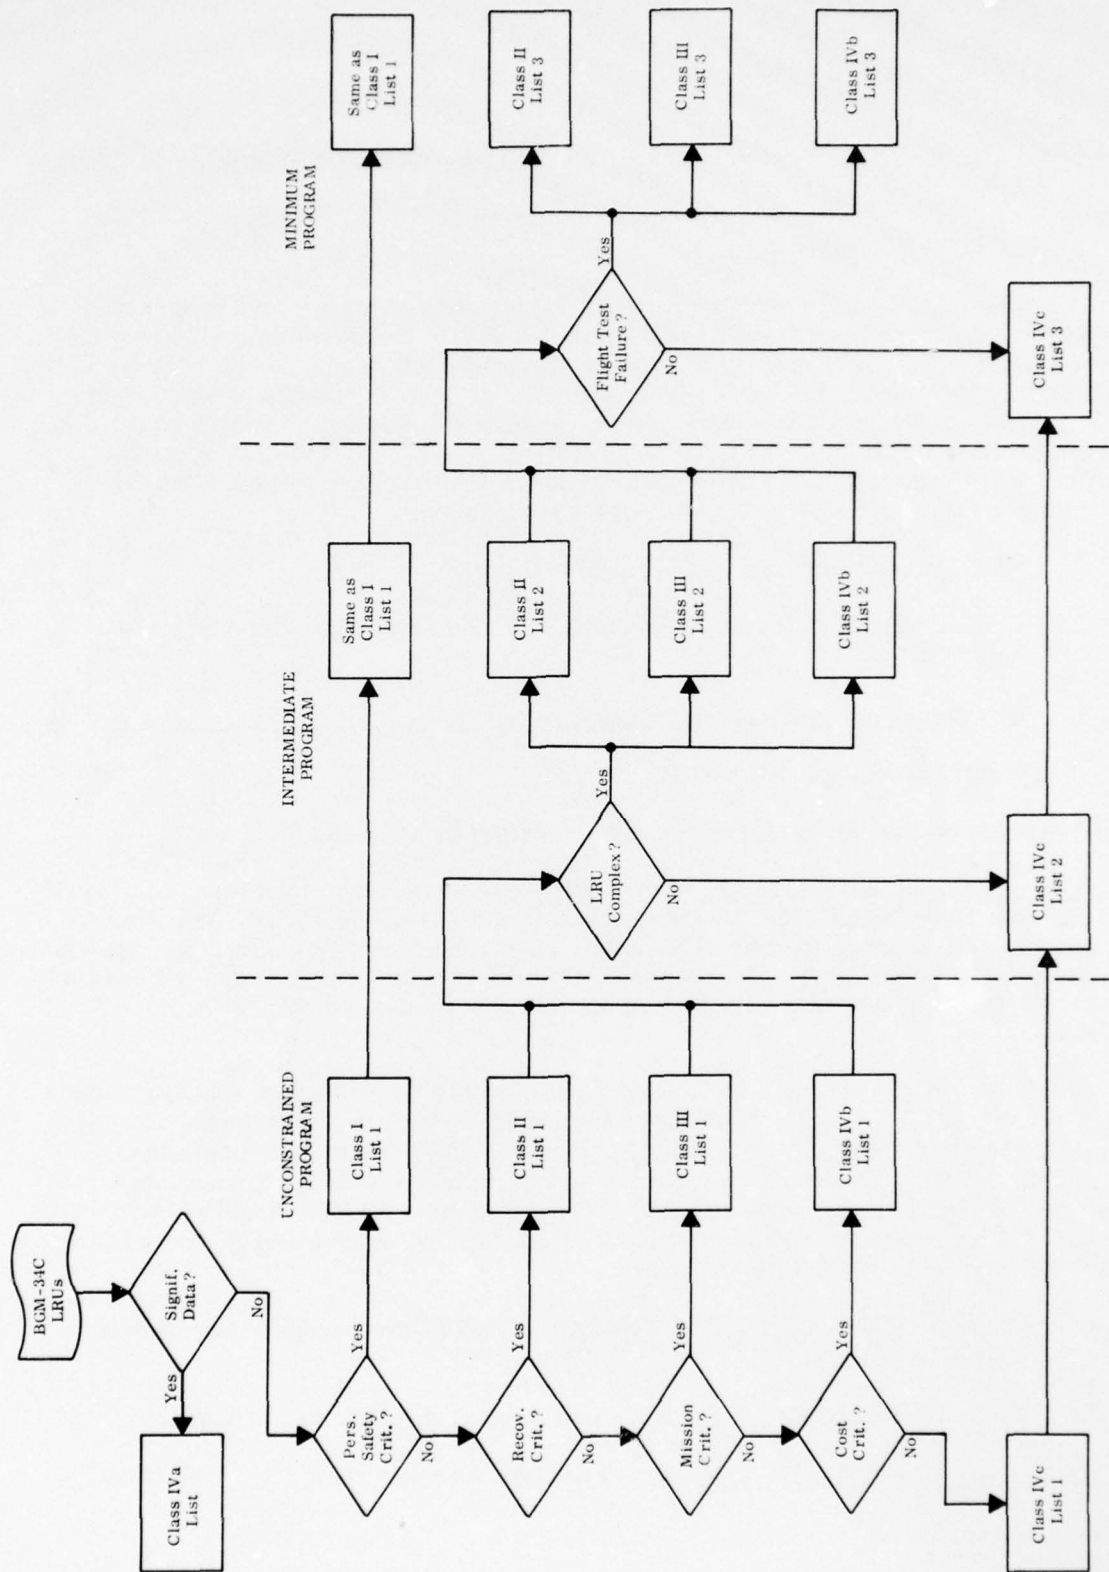 BGM-34C
LRUs
Signif.
Data?
Yes
No
Class IVa
List
UNCONSTRAINED
PROGRAM
INTERMEDIATE
PROGRAM
MINIMUM
PROGRAM
Pers.
Safety
Crit.?
Yes
No
Class I
List 1
Same as
Class I
List 1
Same as
Class I
List 1
Recov.
Crit.?
Yes
No
Class II
List 1
Mission
Crit.?
Yes
No
Class III
List 1
Cost
Crit.?
Yes
No
Class IVb
List 1
Class IVc
List 1
LRU
Complex?
Yes
No
Class II
List 2
Class III
List 2
Class IVb
List 2
Class IVc
List 2
Flight Test
Failure?
Yes
No
Class II
List 3
Class III
List 3
Class IVb
List 3
Class IVc
List 3